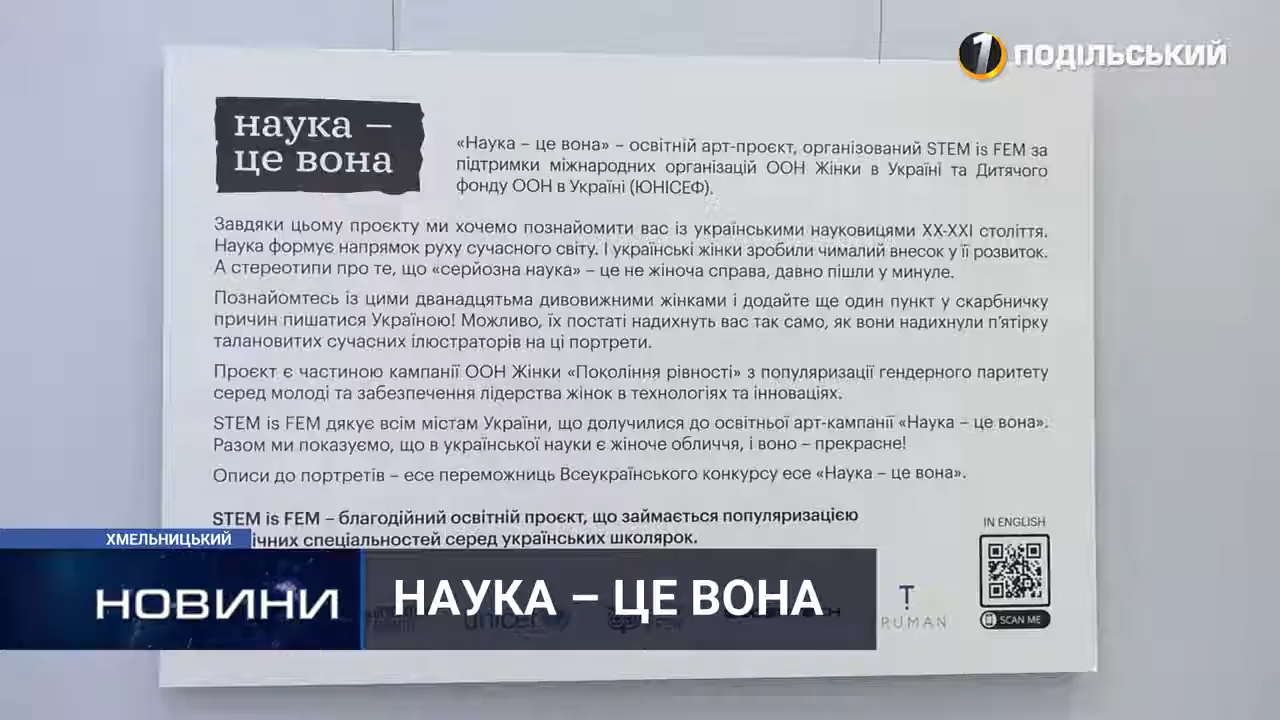 1 ПОДІЛЬСЬКИЙ
наука –
це вона
«Наука – це вона» – освітній арт-проєкт, організований STEM is FEM за
підтримки міжнародних організацій ООН Жінки в Україні та Дитячого
фонду ООН в Україні (ЮНІСЕФ).
Завдяки цьому проєкту ми хочемо познайомити вас із українськими науковицями ХХ-ХХІ століття.
Наука формує напрямок руху сучасного світу. І українські жінки зробили чималий внесок у її розвиток.
А стереотипи про те, що «серйозна наука» – це не жіноча справа, давно пішли у минуле.
Познайомтесь із цими дванадцятьма дивовижними жінками і додайте ще один пункт у скарбничку
причин пишатися Україною! Можливо, їх постаті надихнуть вас так само, як вони надихнули п’ятірку
талановитих сучасних ілюстраторів на ці портрети.
Проєкт є частиною кампанії ООН Жінки «Покоління рівності» з популяризації гендерного паритету
серед молоді та забезпечення лідерства жінок в технологіях та інноваціях.
STEM is FEM дякує всім містам України, що долучилися до освітньої арт-кампанії «Наука – це вона».
Разом ми показуємо, що в української науки є жіноче обличчя, і воно – прекрасне!
Описи до портретів – есе переможниць Всеукраїнського конкурсу есе «Наука – це вона».
STEM is FEM – благодійний освітній проєкт, що займається популяризацією
спеціальностей серед українських школярок.
IN ENGLISH
SCAN ME
unicef
ХМЕЛЬНИЦЬКИЙ
НОВИНИ
НАУКА – ЦЕ ВОНА